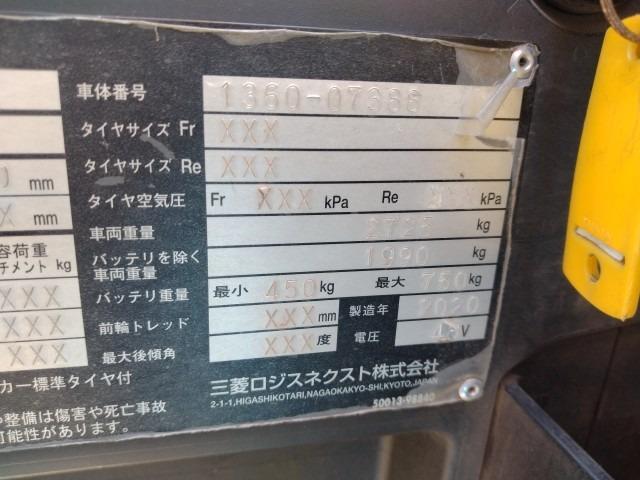 車体番号 1360-07386
タイヤサイズ Fr XXX
タイヤサイズ Re XXX
mm タイヤ空気圧 Fr XXX kPa Re XXX kPa
X mm 車両重量 2725 kg
容荷重 バッテリを除く車両重量 1990 kg
チメント kg
XXX バッテリ重量 最小 450 kg 最大 750 kg
XXX 前輪トレッド XXX mm 製造年 2020
XXX 最大後傾角 XXX 度 電圧 48 V
カー標準タイヤ付
三菱ロジスネクスト株式会社
2-1-1,HIGASHIKOTARI,NAGAOKAKYO-SHI,KYOTO,JAPAN
50013-98840
整備は傷害や死亡事故
可能性があります。